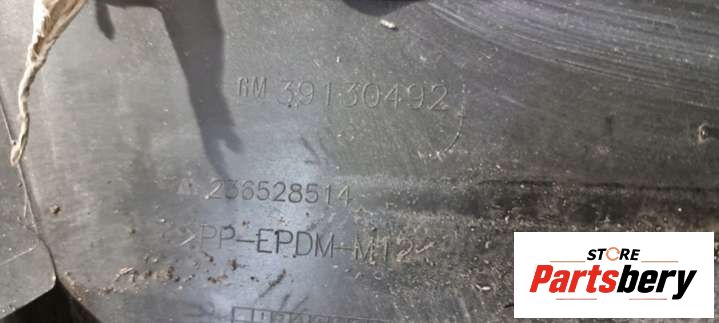 GM 39130492
236528514
>PP-EPDM-M12<
STORE
Partsbery